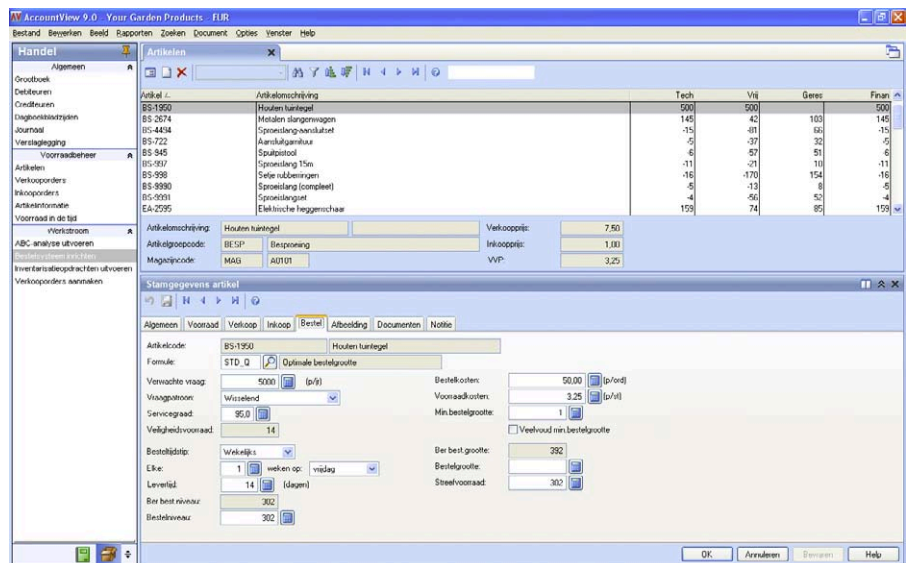 AccountView 9.0 - Your Garden Products - EUR
Bestand Bewerken Beeld Rapporten Zoeken Document Opties Venster Help
Handel
Algemeen
Grootboek
Debiteuren
Crediteuren
Dagboekbladzijden
Journaal
Verslaglegging
Voorraadbeheer
Artikelen
Verkooporders
Inkooporders
Artikelinformatie
Voorraad in de tijd
Werkstroom
ABC-analyse uitvoeren
Bestelsysteem inrichten
Inventarisatieopdrachten uitvoeren
Verkooporders aanmaken
Artikelen
Artikel Artikelomschrijving Tech Vrij Geres Finan
BS-1950 Houten tuintegel 500 500 500
BS-2674 Metalen slangenwagen 145 42 103 145
BS-4494 Sproeislang-aansluitset -15 -81 66 -15
BS-722 Aansluitgarnituur -5 -37 32 -5
BS-945 Spuitpistool -6 -57 51 -6
BS-997 Sproeislang 15m -11 -21 10 -11
BS-998 Setje rubberringen -16 -170 154 -16
BS-9990 Sproeislang (compleet) -5 -13 8 -5
BS-9991 Sproeislangset -4 -56 52 -4
EA-2595 Elektrische heggenschaar 159 74 85 159
Artikelomschrijving: Houten tuintegel Verkoopprijs: 7,50
Artikelgroepcode: BESP Besproeiing Inkoopprijs: 1,00
Magazijncode: MAG A0101 VVP: 3,25
Stamgegevens artikel
Algemeen Voorraad Verkoop Inkoop Bestel Afbeelding Documenten Notitie
Artikelcode: BS-1950 Houten tuintegel
Formule: STD_Q Optimale bestelgrootte
Verwachte vraag: 5000 (p/jr) Bestelkosten: 50,00 (p/ord)
Vraagpatroon: Wisselend Voorraadkosten: 3,25 (p/st)
Servicegraad: 95,0 Min.bestelgrootte: 1
Veiligheidsvoorraad: 14 Veelvoud min.bestelgrootte
Besteltijdstip: Wekelijks Ber best.grootte: 392
Elke: 1 weken op: vrijdag Bestelgrootte:
Levertijd: 14 (dagen) Streefvoorraad: 302
Ber best niveau: 302
Bestelniveau: 302
OK Annuleren Bewaren Help